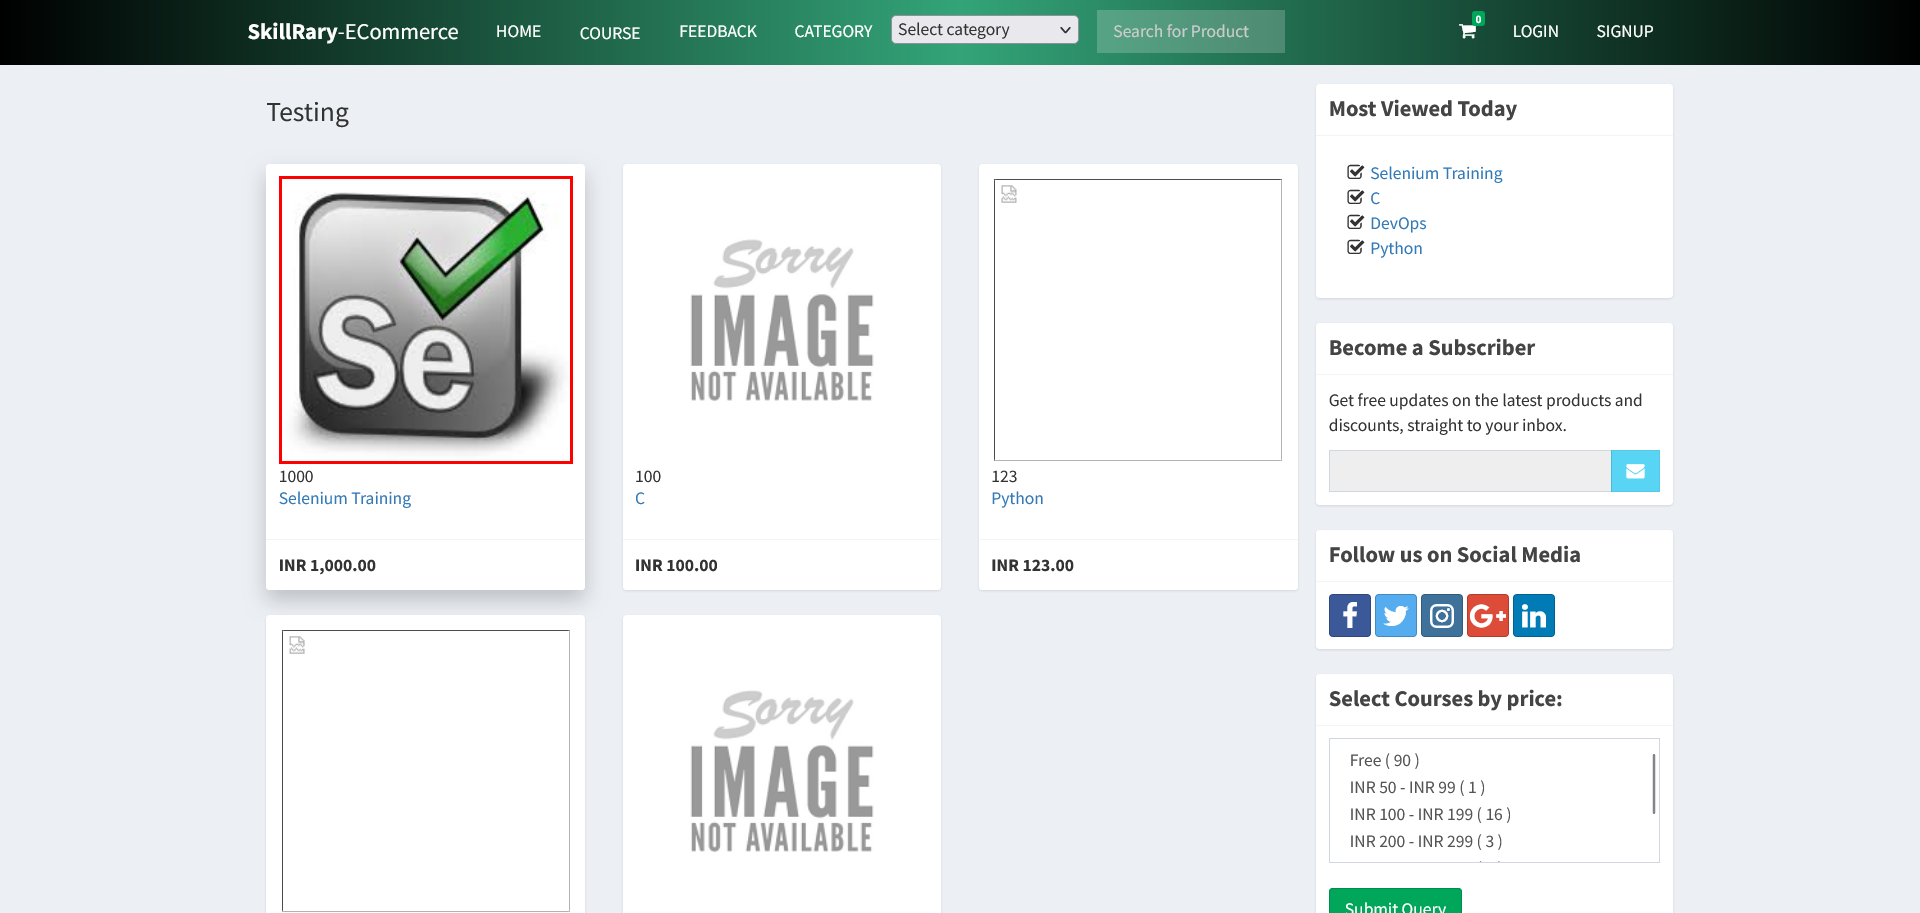 SkillRary-ECommerce
HOME
COURSE
FEEDBACK
CATEGORY
Select category
Search for Product
0
LOGIN
SIGNUP
Testing
Se
1000
Selenium Training
INR 1,000.00
Sorry
IMAGE
NOT AVAILABLE
100
C
INR 100.00
123
Python
INR 123.00
Sorry
IMAGE
NOT AVAILABLE
Most Viewed Today
Selenium Training
C
DevOps
Python
Become a Subscriber
Get free updates on the latest products and
discounts, straight to your inbox.
Follow us on Social Media
f
G+
in
Select Courses by price:
Free ( 90 )
INR 50 - INR 99 ( 1 )
INR 100 - INR 199 ( 16 )
INR 200 - INR 299 ( 3 )
Submit Query